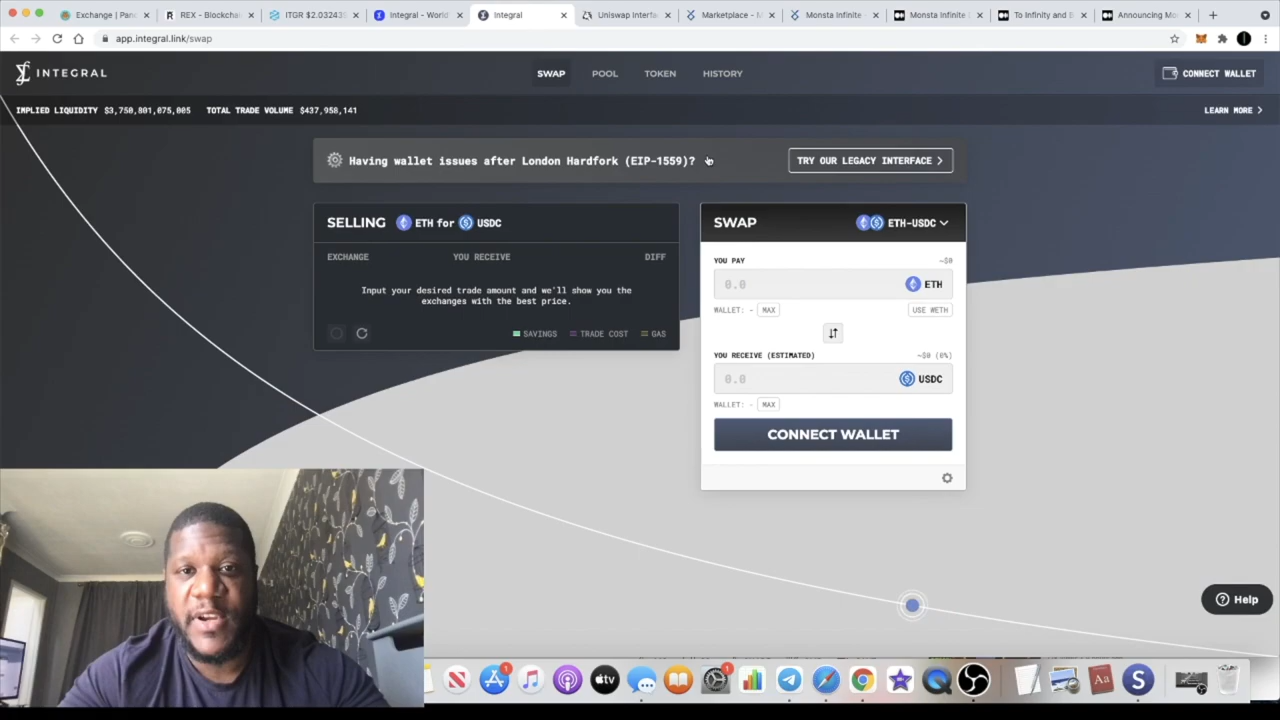 Exchange | Pan
REX - Blockcha
ITGR $2.03243
Integral - World
Integral
Uniswap Interfa
Marketplace - M
Monsta Infinite
Monsta Infinite
To Infinity and B
Announcing Mo
app.integral.link/swap
INTEGRAL
SWAP
POOL
TOKEN
HISTORY
CONNECT WALLET
IMPLIED LIQUIDITY $3,750,801,075,005 TOTAL TRADE VOLUME $437,958,141
LEARN MORE >
Having wallet issues after London Hardfork (EIP-1559)?
TRY OUR LEGACY INTERFACE >
SELLING ETH for USDC
EXCHANGE YOU RECEIVE DIFF
Input your desired trade amount and we'll show you the
exchanges with the best price.
SAVINGS TRADE COST GAS
SWAP ETH-USDC
YOU PAY ~$0
0.0 ETH
WALLET: - MAX USE WETH
YOU RECEIVE (ESTIMATED) ~$0 (0%)
0.0 USDC
WALLET: - MAX
CONNECT WALLET
Help
1
tv
1
Aa
S